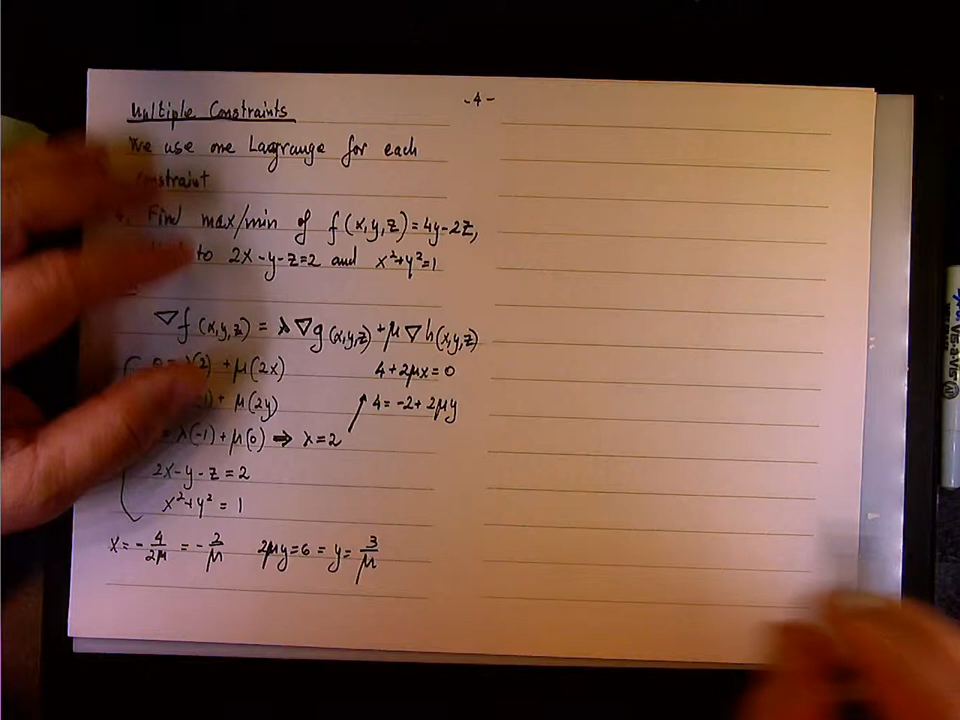 -4-
Multiple Constraints
We use one Lagrange for each
constraint
Find max/min of f(x,y,z)=4y-2z,
to 2x-y-z=2 and x²+y²=1
∇f(x,y,z) = λ∇g(x,y,z) + μ∇h(x,y,z)
(2) + μ(2x) 4+2μx=0
+ μ(2y) 4=-2+2μy
= λ(-1)+μ(0) ⇒ λ=2
2x-y-z=2
x²+y²=1
x=-4/2μ=-2/μ 2μy=6=y=3/μ